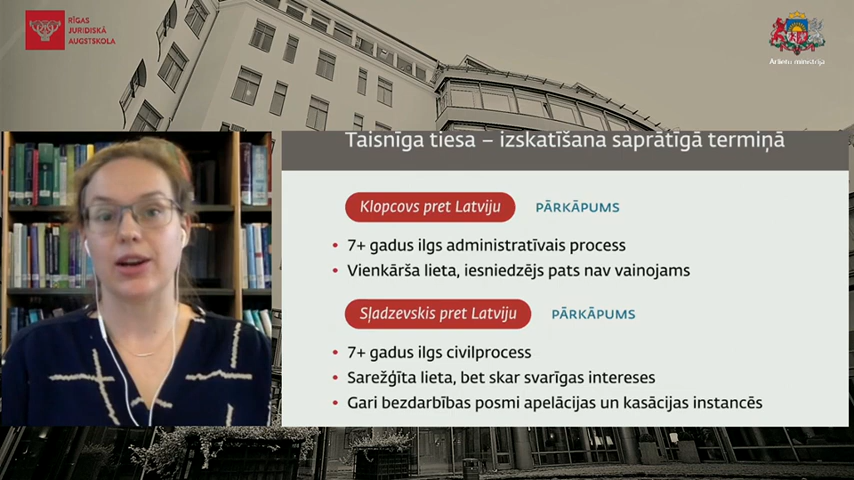 RĪGAS
JURIDISKĀ
AUGSTSKOLA
Ārlietu ministrija
Taisnīga tiesa – izskatīšana saprātīgā termiņā
Klopcovs pret Latviju PĀRKĀPUMS
• 7+ gadus ilgs administratīvais process
• Vienkārša lieta, iesniedzējs pats nav vainojams
Sļadzevskis pret Latviju PĀRKĀPUMS
• 7+ gadus ilgs civilprocess
• Sarežģīta lieta, bet skar svarīgas intereses
• Gari bezdarbības posmi apelācijas un kasācijas instancēs